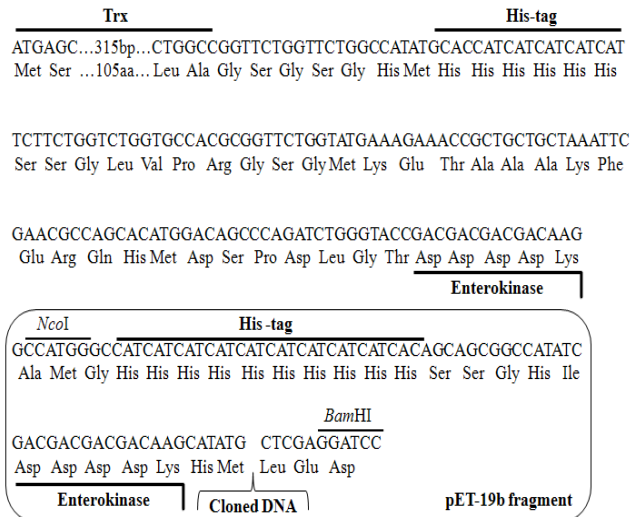 Trx His-tag
ATGAGC...315bp...CTGGCCGGTTCTGGTTCTGGCCATATGCACCATCATCATCATCAT
Met Ser ...105aa... Leu Ala Gly Ser Gly Ser Gly His Met His His His His His His
TCTTCTGGTCTGGTGCCACGCGGTTCTGGTATGAAAGAAACCGCTGCTGCTAAATTC
Ser Ser Gly Leu Val Pro Arg Gly Ser Gly Met Lys Glu Thr Ala Ala Ala Lys Phe
GAACGCCAGCACATGGACAGCCCAGATCTGGGTACCGACGACGACGACAAG
Glu Arg Gln His Met Asp Ser Pro Asp Leu Gly Thr Asp Asp Asp Asp Lys
Enterokinase
NcoI His -tag
GCCATGGGCCATCATCATCATCATCATCATCATCATCACAGCAGCGGCCATATC
Ala Met Gly His His His His His His His His His His Ser Ser Gly His Ile
BamHI
GACGACGACGACAAGCATATG CTCGAGGATCC
Asp Asp Asp Asp Lys His Met Leu Glu Asp
Enterokinase Cloned DNA pET-19b fragment